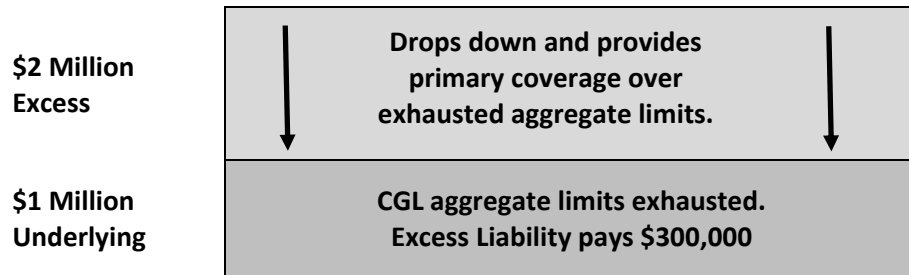 $2 Million
Excess
Drops down and provides
primary coverage over
exhausted aggregate limits.
$1 Million
Underlying
CGL aggregate limits exhausted.
Excess Liability pays $300,000